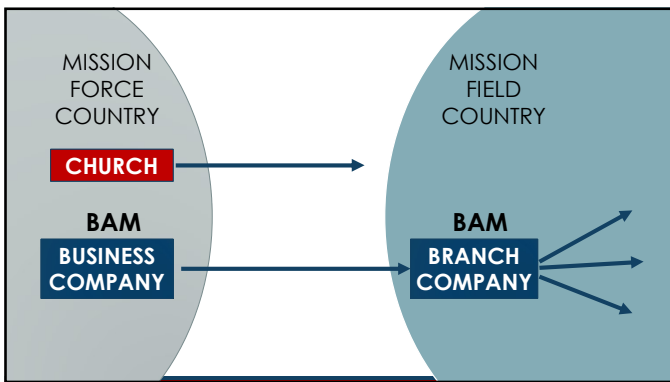 MISSION
FORCE
COUNTRY
CHURCH
BAM
BUSINESS
COMPANY
MISSION
FIELD
COUNTRY
BAM
BRANCH
COMPANY